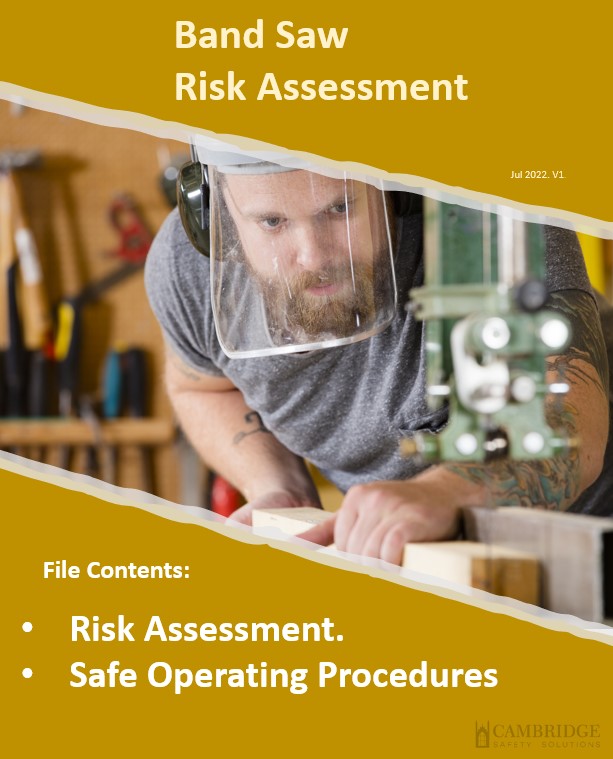 Band Saw
Risk Assessment
Jul 2022. V1.
File Contents:
• Risk Assessment.
• Safe Operating Procedures
CAMBRIDGE
SAFETY SOLUTIONS